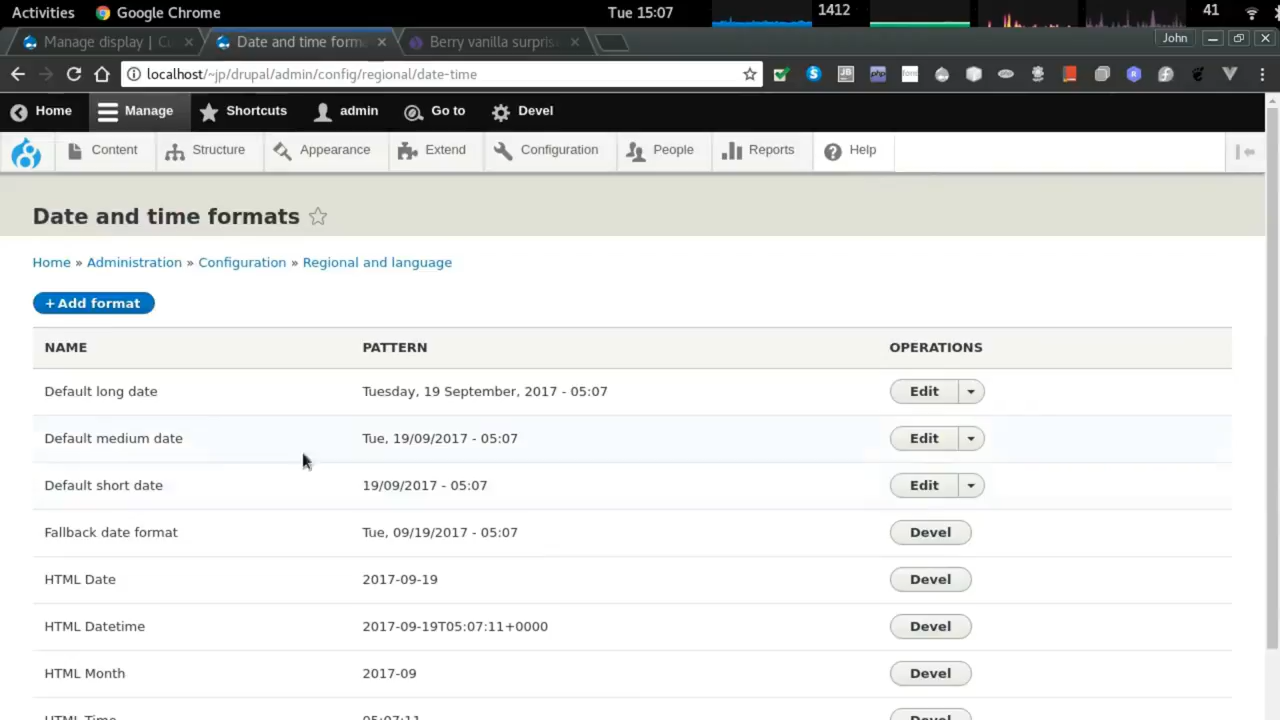 Activities Google Chrome Tue 15:07 1412 41
Manage display | Cu Date and time forma Berry vanilla surpris John
localhost/~jp/drupal/admin/config/regional/date-time
Home Manage Shortcuts admin Go to Devel
Content Structure Appearance Extend Configuration People Reports Help
Date and time formats
Home » Administration » Configuration » Regional and language
+ Add format
NAME PATTERN OPERATIONS
Default long date Tuesday, 19 September, 2017 - 05:07 Edit
Default medium date Tue, 19/09/2017 - 05:07 Edit
Default short date 19/09/2017 - 05:07 Edit
Fallback date format Tue, 09/19/2017 - 05:07 Devel
HTML Date 2017-09-19 Devel
HTML Datetime 2017-09-19T05:07:11+0000 Devel
HTML Month 2017-09 Devel
HTML Time 05:07:11 Devel